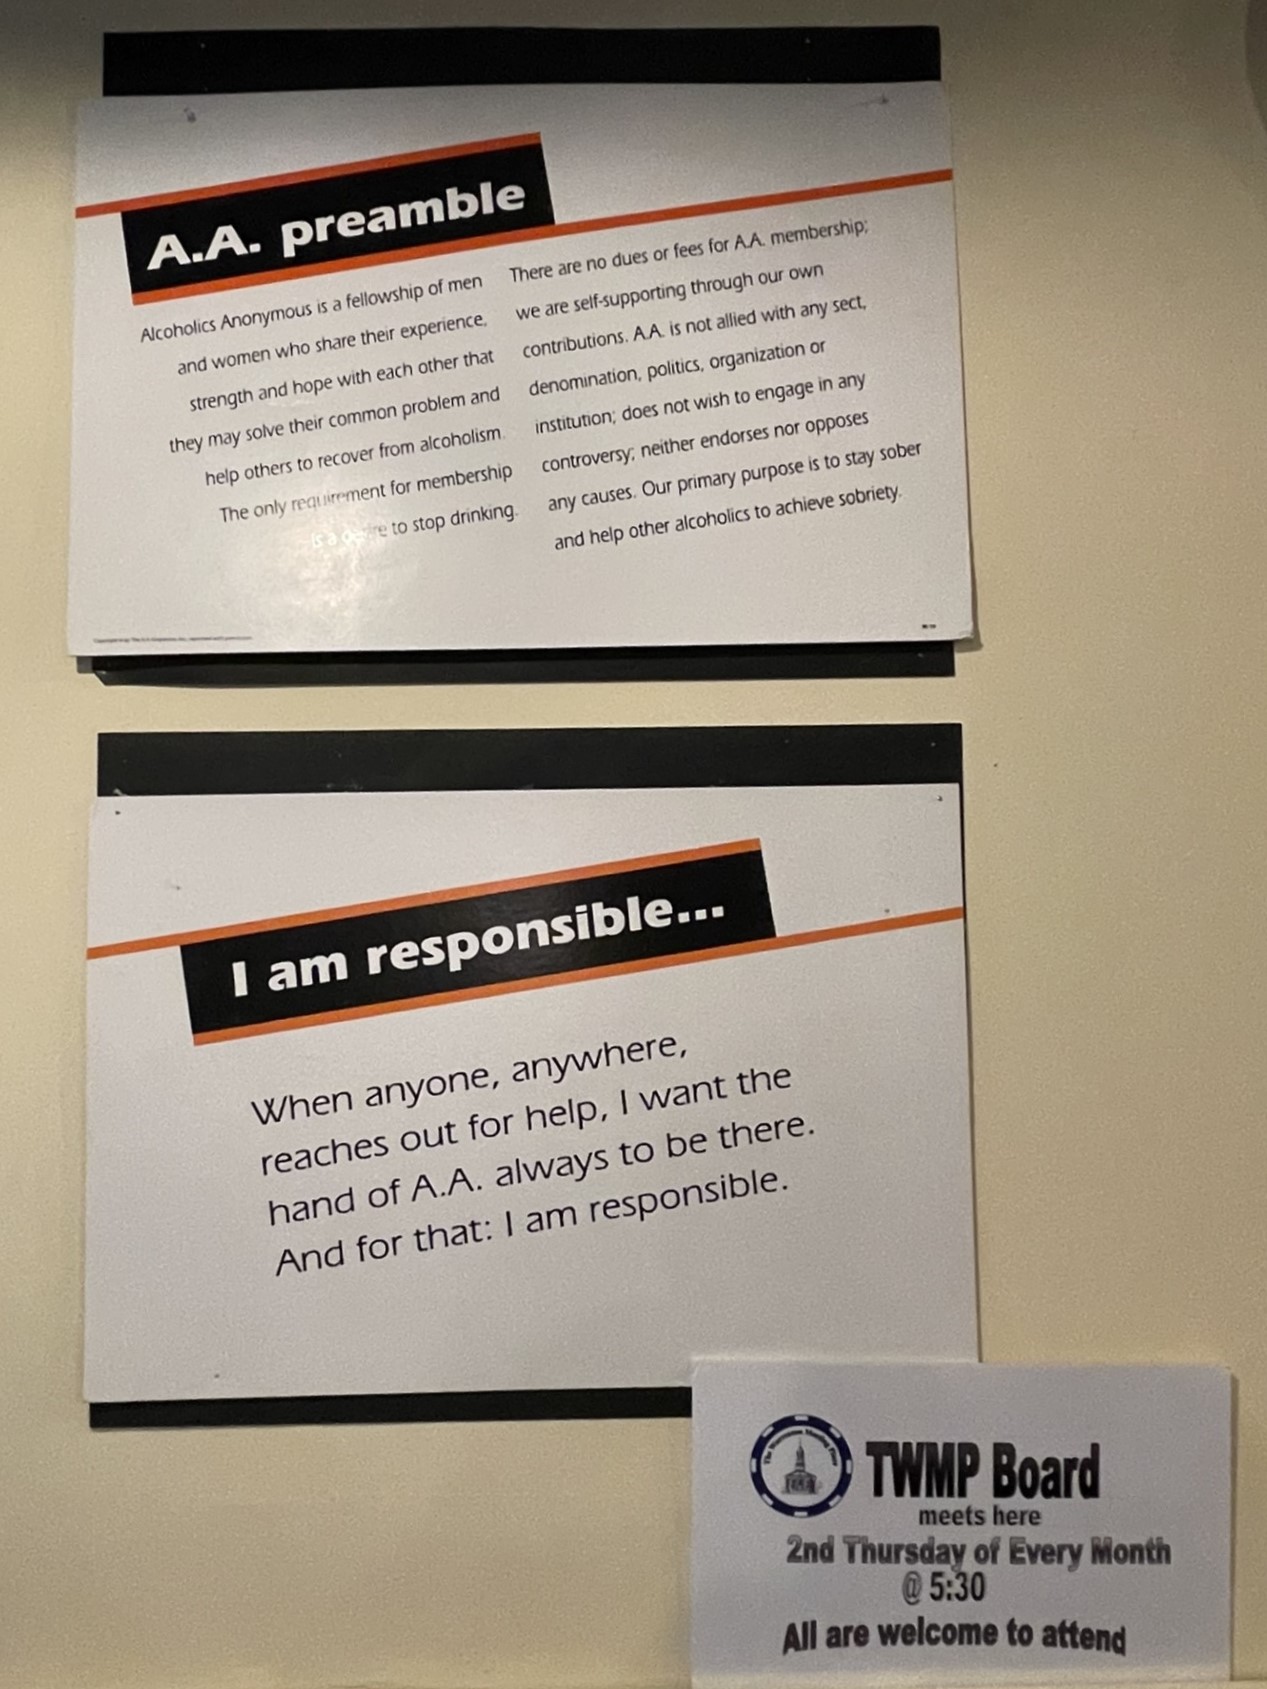 A.A. preamble
Alcoholics Anonymous is a fellowship of men
and women who share their experience,
strength and hope with each other that
they may solve their common problem and
help others to recover from alcoholism.
The only requirement for membership
is a desire to stop drinking.
There are no dues or fees for A.A. membership;
we are self-supporting through our own
contributions. A.A. is not allied with any sect,
denomination, politics, organization or
institution; does not wish to engage in any
controversy; neither endorses nor opposes
any causes. Our primary purpose is to stay sober
and help other alcoholics to achieve sobriety.
I am responsible...
When anyone, anywhere,
reaches out for help, I want the
hand of A.A. always to be there.
And for that: I am responsible.
TWMP Board
meets here
2nd Thursday of Every Month
@ 5:30
All are welcome to attend